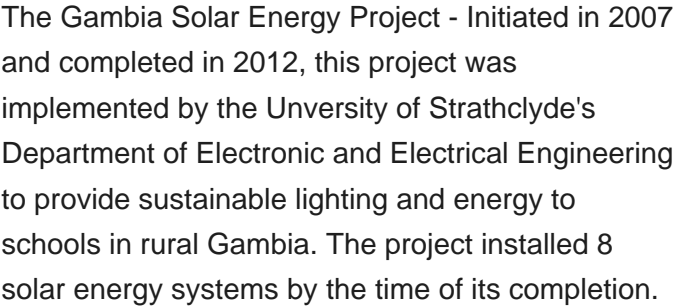 The Gambia Solar Energy Project - Initiated in 2007
and completed in 2012, this project was
implemented by the Unversity of Strathclyde's
Department of Electronic and Electrical Engineering
to provide sustainable lighting and energy to
schools in rural Gambia. The project installed 8
solar energy systems by the time of its completion.